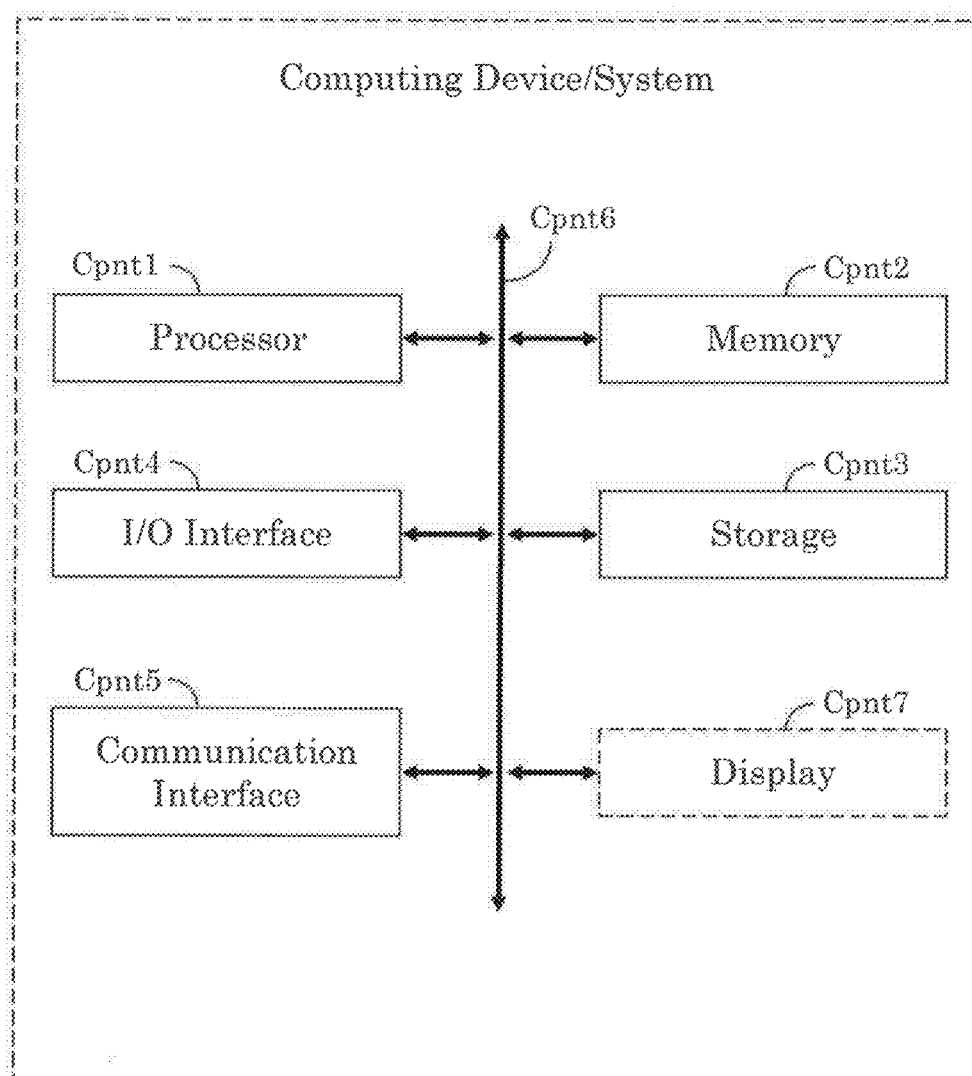 Computing Device/System
Cpnt6
Cpnt1
Cpnt2
Processor
Memory
Cpnt4
Cpnt3
I/O Interface
Storage
Cpnt5
Cpnt7
Communication
Interface
Display